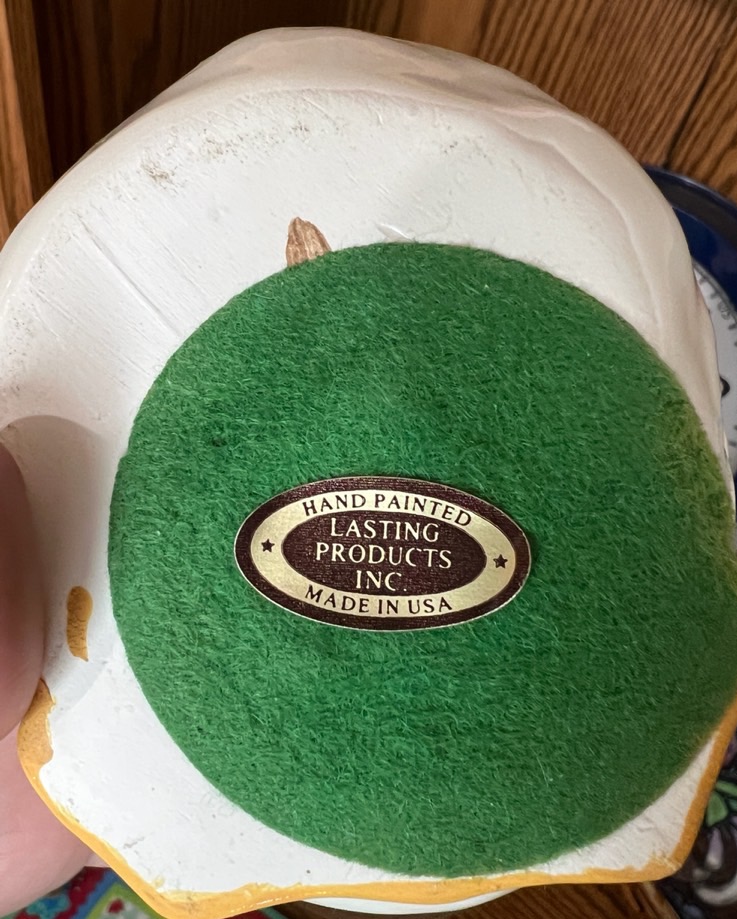 HAND PAINTED
LASTING
PRODUCTS
INC.
MADE IN USA